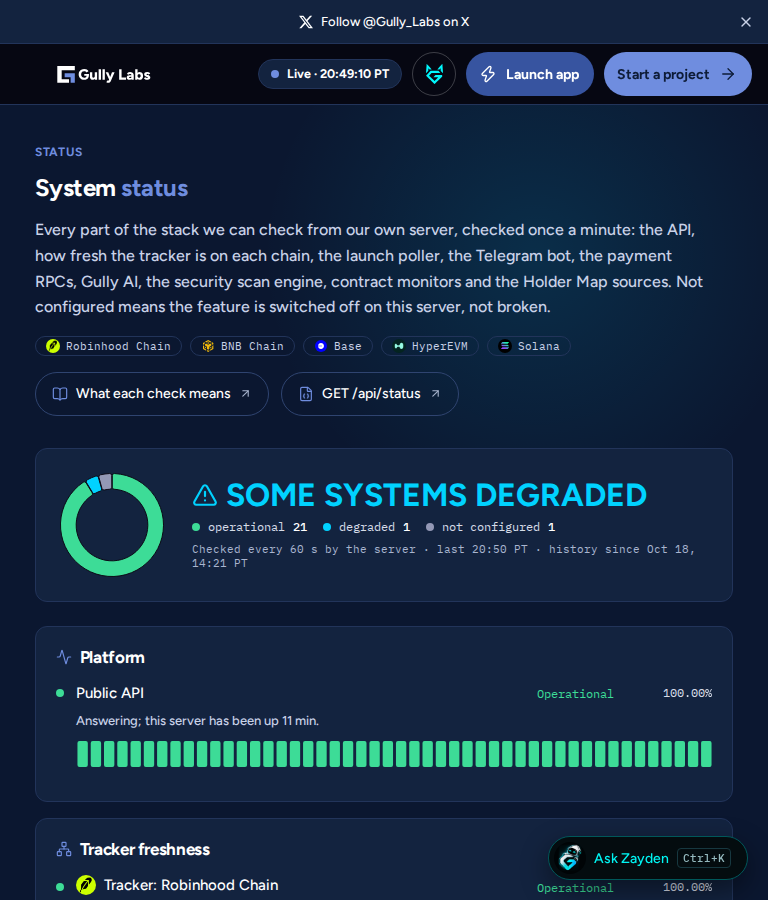 Follow @Gully_Labs on X
Gully Labs
Live · 20:49:10 PT
Launch app
Start a project
STATUS
System status
Every part of the stack we can check from our own server, checked once a minute: the API,
how fresh the tracker is on each chain, the launch poller, the Telegram bot, the payment
RPCs, Gully AI, the security scan engine, contract monitors and the Holder Map sources. Not
configured means the feature is switched off on this server, not broken.
Robinhood Chain BNB Chain Base HyperEVM Solana
What each check means GET /api/status
SOME SYSTEMS DEGRADED
operational 21 degraded 1 not configured 1
Checked every 60 s by the server · last 20:50 PT · history since Oct 18,
14:21 PT
Platform
Public API Operational 100.00%
Answering; this server has been up 11 min.
Tracker freshness
Tracker: Robinhood Chain Operational 100.00%
Ask Zayden Ctrl+K